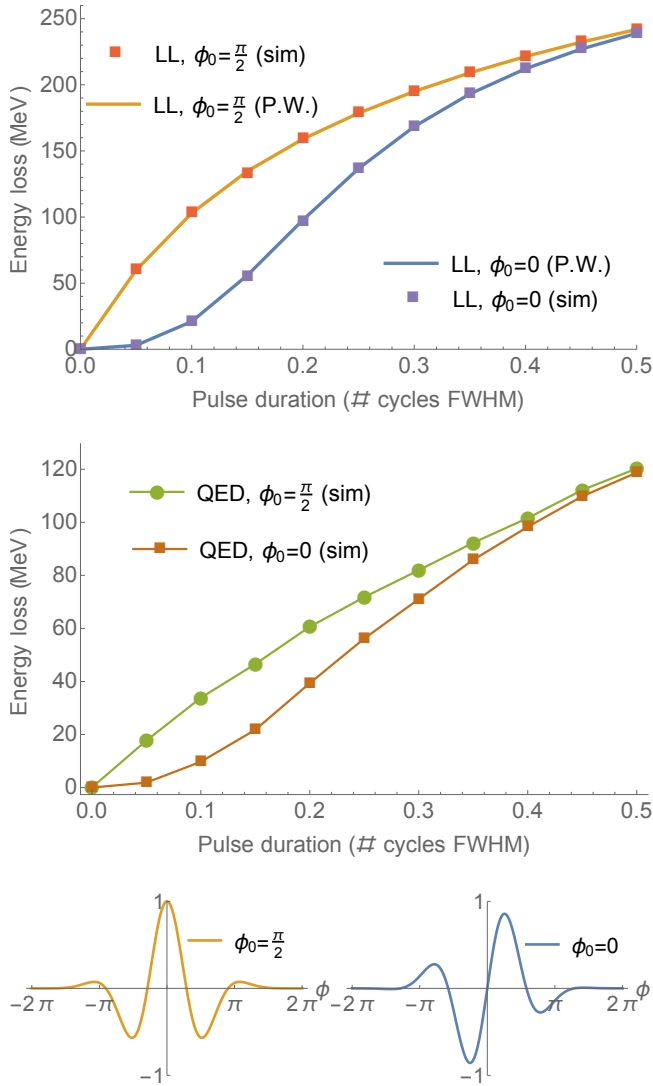 250
200
150
100
50
0
Energy loss (MeV)
LL, ϕ₀=π/2 (sim)
LL, ϕ₀=π/2 (P.W.)
LL, ϕ₀=0 (P.W.)
LL, ϕ₀=0 (sim)
0.0 0.1 0.2 0.3 0.4 0.5
Pulse duration (# cycles FWHM)
120
100
80
60
40
20
0
Energy loss (MeV)
QED, ϕ₀=π/2 (sim)
QED, ϕ₀=0 (sim)
0.0 0.1 0.2 0.3 0.4 0.5
Pulse duration (# cycles FWHM)
1
ϕ₀=π/2
−2π −π π 2π ϕ
−1
1
ϕ₀=0
−2π −π π 2π ϕ
−1